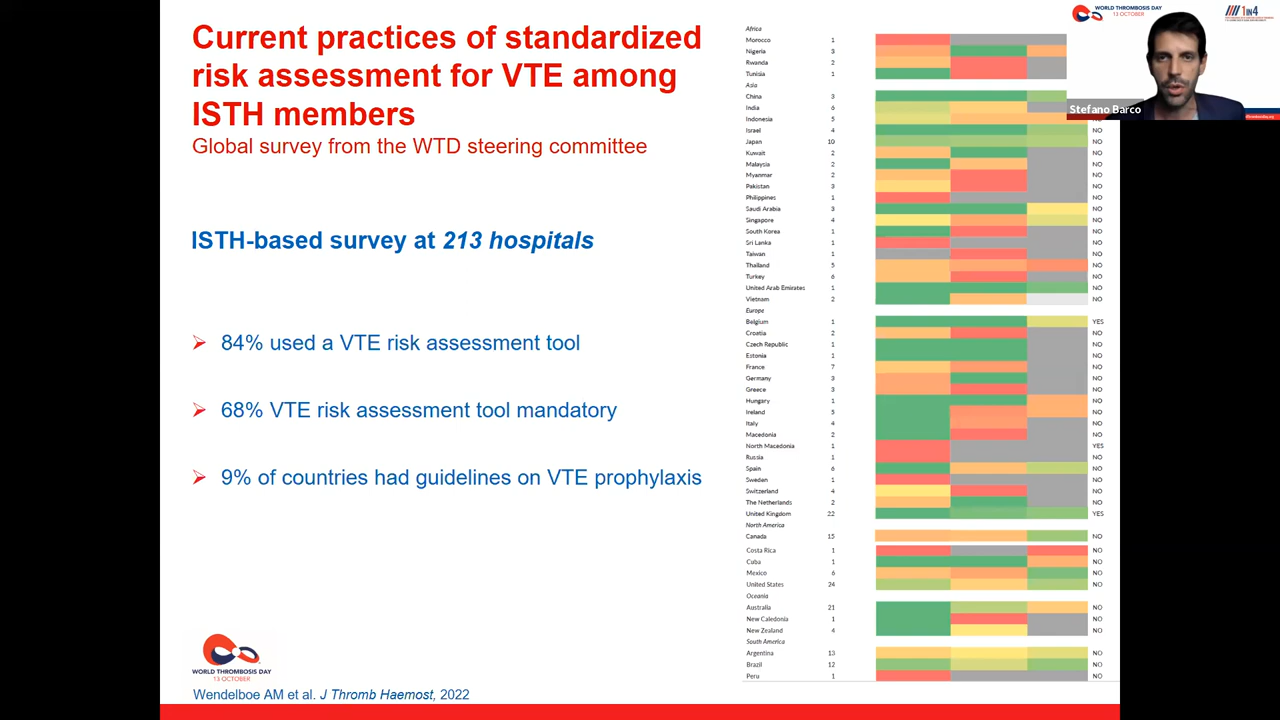 Current practices of standardized
risk assessment for VTE among
ISTH members
Global survey from the WTD steering committee
ISTH-based survey at 213 hospitals
➢ 84% used a VTE risk assessment tool
➢ 68% VTE risk assessment tool mandatory
➢ 9% of countries had guidelines on VTE prophylaxis
WORLD THROMBOSIS DAY
13 OCTOBER
Wendelboe AM et al. J Thromb Haemost, 2022
Africa
Morocco 1
Nigeria 3
Rwanda 2
Tunisia 1
Asia
China 3
India 6
Indonesia 5
Israel 4 NO
Japan 10 NO
Kuwait 2 NO
Malaysia 2 NO
Myanmar 2 NO
Pakistan 3 NO
Philippines 1 NO
Saudi Arabia 3 NO
Singapore 4 NO
South Korea 1 NO
Sri Lanka 1 NO
Taiwan 1 NO
Thailand 5 NO
Turkey 6 NO
United Arab Emirates 1 NO
Vietnam 2 NO
Europe
Belgium 1 YES
Croatia 2 NO
Czech Republic 1 NO
Estonia 1 NO
France 7 NO
Germany 3 NO
Greece 3 NO
Hungary 1 NO
Ireland 5 NO
Italy 4 NO
Macedonia 2 NO
North Macedonia 1 YES
Russia 1 NO
Spain 6 NO
Sweden 1 NO
Switzerland 4 NO
The Netherlands 2 NO
United Kingdom 22 YES
North America
Canada 15 NO
Costa Rica 1 NO
Cuba 1 NO
Mexico 6 NO
United States 24 NO
Oceania
Australia 21 NO
New Caledonia 1 NO
New Zealand 4 NO
South America
Argentina 13 NO
Brazil 12 NO
Peru 1 NO
WORLD THROMBOSIS DAY
13 OCTOBER
1 IN 4
Stefano Barco